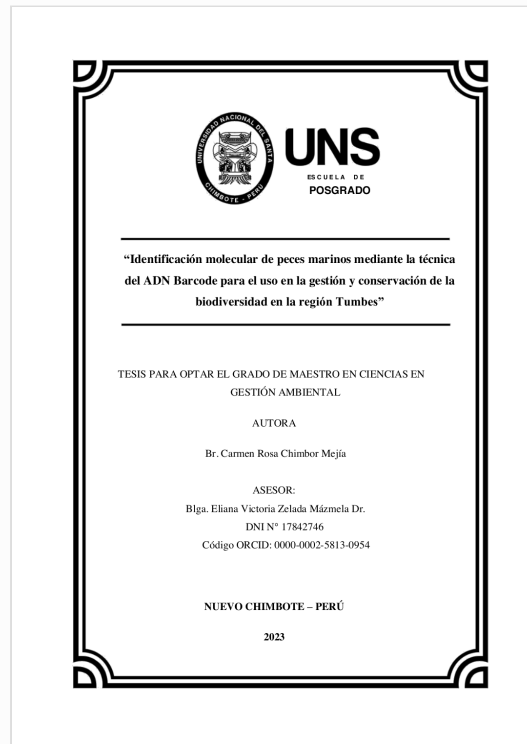 UNIVERSIDAD NACIONAL DEL SANTA
CHIMBOTE - PERÚ
UNS
ESCUELA DE
POSGRADO
“Identificación molecular de peces marinos mediante la técnica
del ADN Barcode para el uso en la gestión y conservación de la
biodiversidad en la región Tumbes”
TESIS PARA OPTAR EL GRADO DE MAESTRO EN CIENCIAS EN
GESTIÓN AMBIENTAL
AUTORA
Br. Carmen Rosa Chimbor Mejía
ASESOR:
Blga. Eliana Victoria Zelada Mázmela Dr.
DNI N° 17842746
Código ORCID: 0000-0002-5813-0954
NUEVO CHIMBOTE – PERÚ
2023